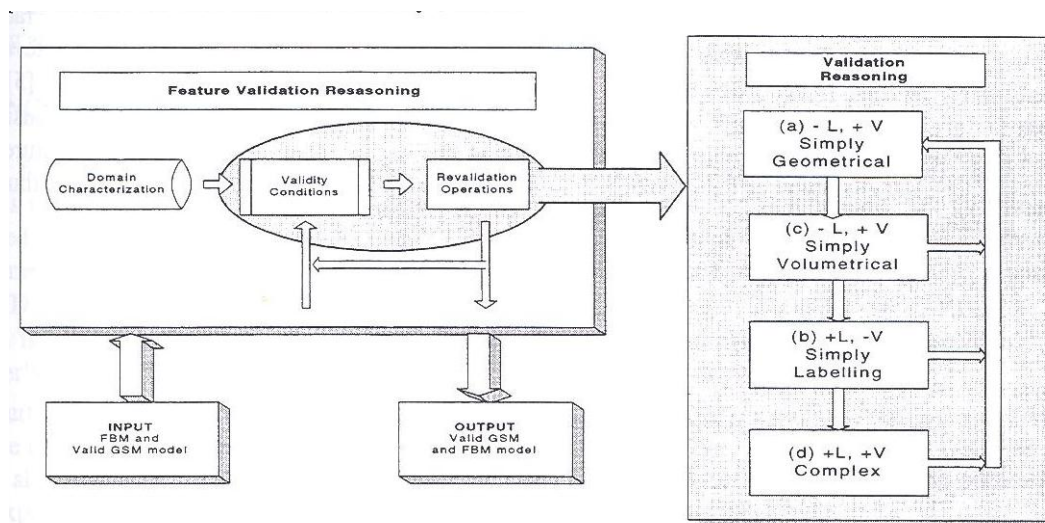 Feature Validation Resasoning
Domain
Characterization
Validity
Conditions
Revalidation
Operations
INPUT
FBM and
Valid GSM model
OUTPUT
Valid GSM
and FBM model
Validation
Reasoning
(a) - L, + V
Simply
Geometrical
(c) - L, + V
Simply
Volumetrical
(b) +L, -V
Simply
Labelling
(d) +L, +V
Complex